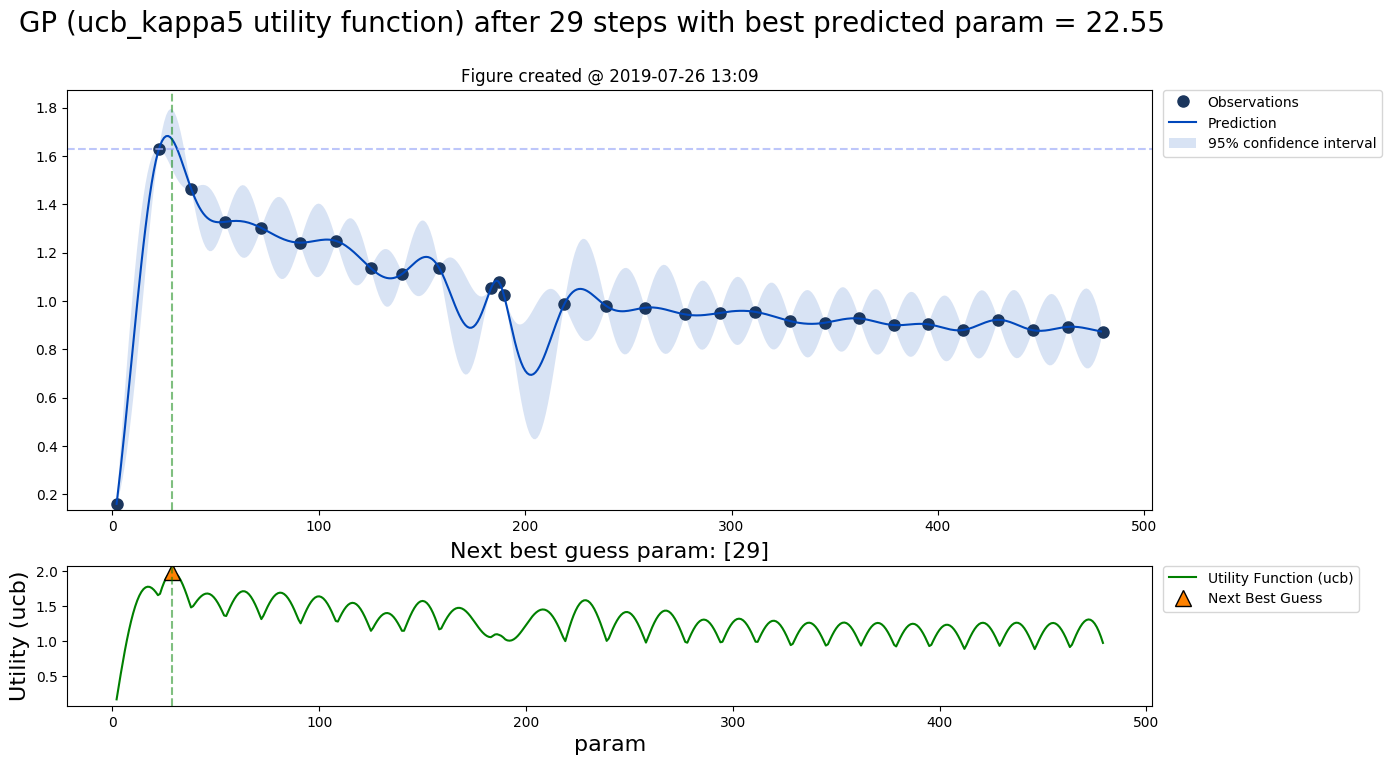 GP (ucb_kappa5 utility function) after 29 steps with best predicted param = 22.55
Figure created @ 2019-07-26 13:09
1.8
1.6
1.4
1.2
1.0
0.8
0.6
0.4
0.2
0 100 200 300 400 500
Observations
Prediction
95% confidence interval
Next best guess param: [29]
Utility (ucb)
2.0
1.5
1.0
0.5
0 100 200 300 400 500
param
Utility Function (ucb)
Next Best Guess